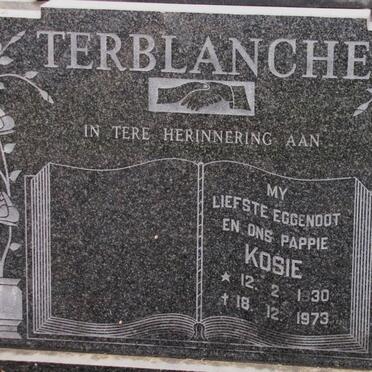 TERBLANCHE
IN TERE HERINNERING AAN
MY
LIEFSTE EGGENOOT
EN ONS PAPPIE
KOSIE
* 12. 2. 1930
† 18. 12. 1973